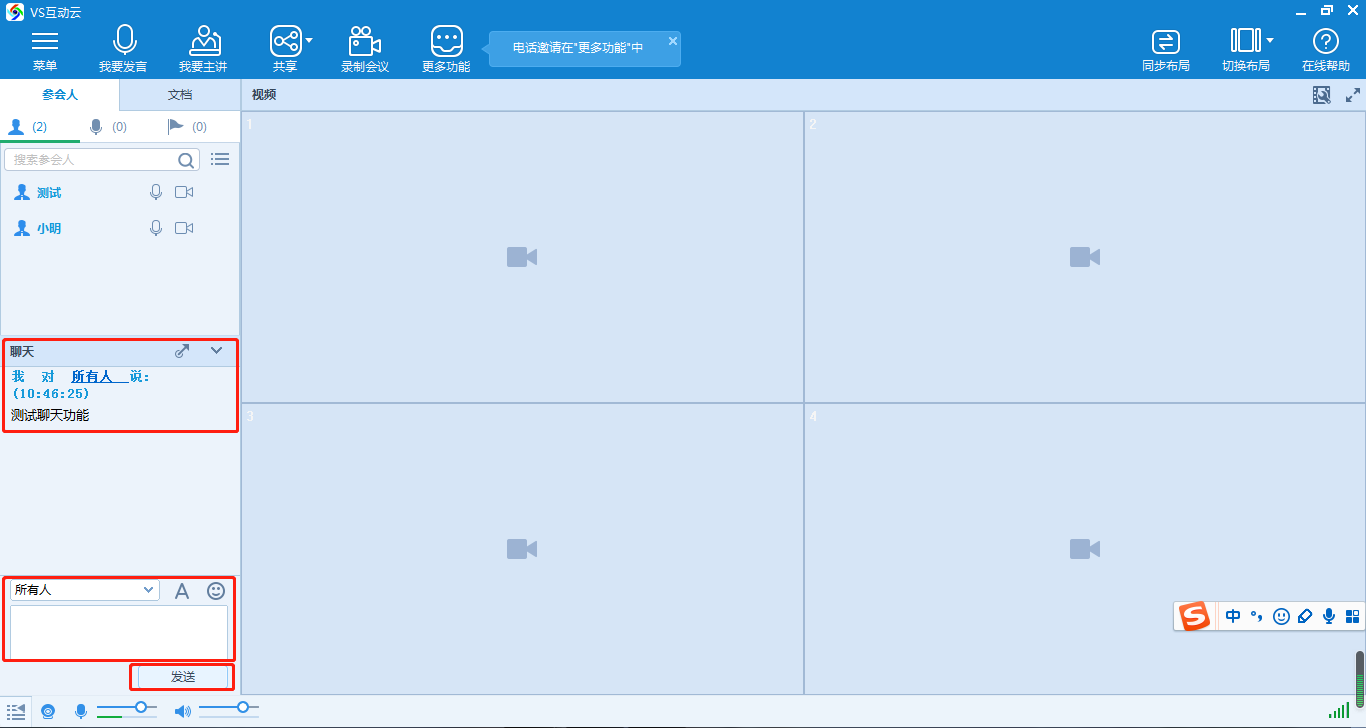 VS互动云
菜单
我要发言
我要主讲
共享
录制会议
更多功能
电话邀请在"更多功能"中
同步布局
切换布局
在线帮助
参会人
文档
视频
(2)
(0)
(0)
搜索参会人
测试
小明
1
2
3
4
聊天
我 对 所有人 说:
(10:46:25)
测试聊天功能
所有人
A
发送
S 中 °,